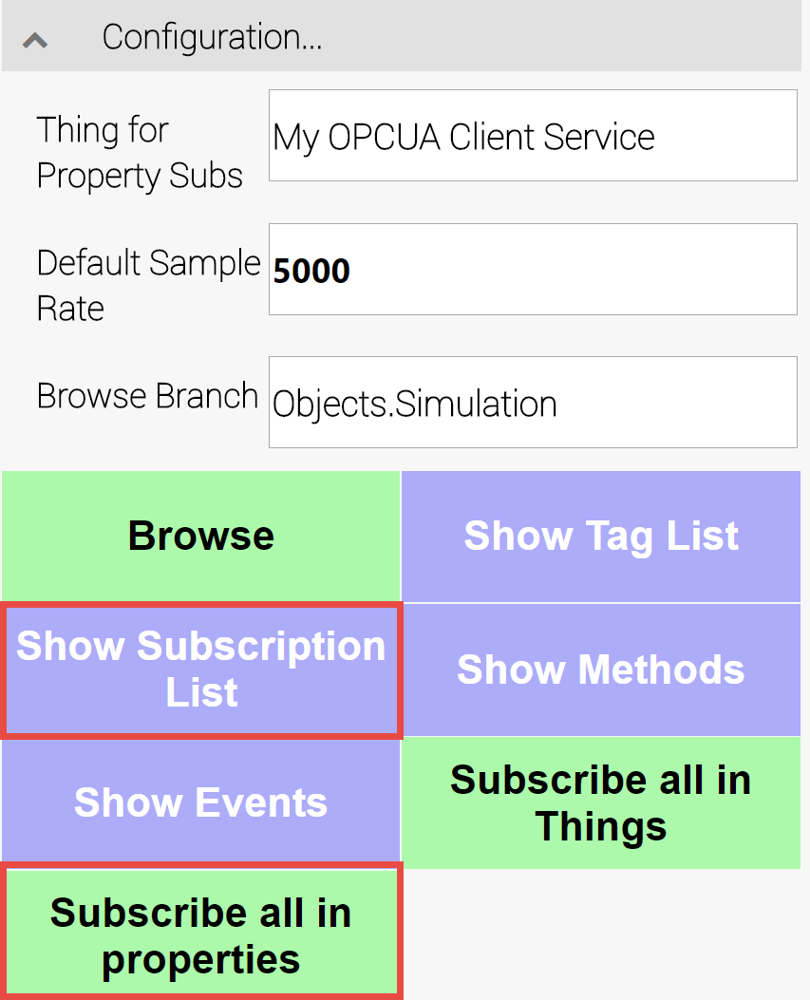 Configuration...
Thing for
Property Subs
My OPCUA Client Service
Default Sample
Rate
5000
Browse Branch
Objects.Simulation
Browse
Show Tag List
Show Subscription
List
Show Methods
Show Events
Subscribe all in
Things
Subscribe all in
properties